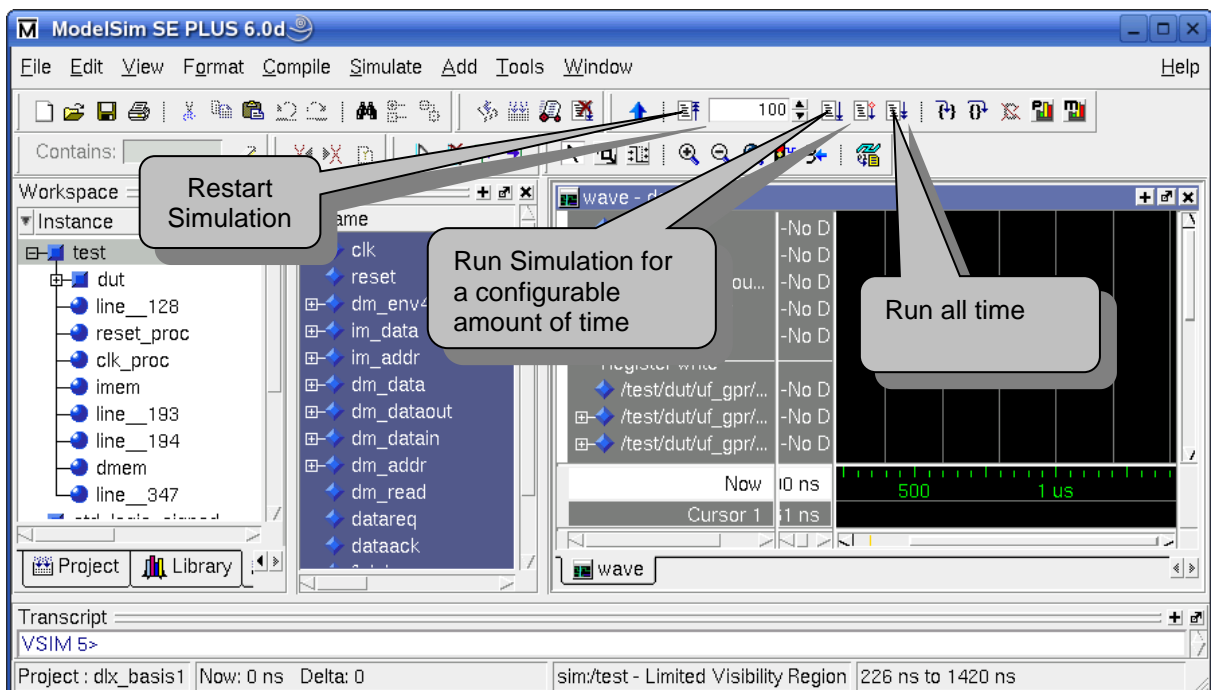 ModelSim SE PLUS 6.0d
File Edit View Format Compile Simulate Add Tools Window Help
100
Contains:
Restart
Simulation
Run Simulation for
a configurable
amount of time
Run all time
Workspace
Instance
test
dut
line__128
reset_proc
clk_proc
imem
line__193
line__194
dmem
line__347
Project Library
clk
reset
im_data
im_addr
dm_data
dm_dataout
dm_datain
dm_addr
dm_read
datareq
dataack
wave -
-No D
-No D
ou... -No D
-No D
-No D
Register write
/test/dut/uf_gpr/... -No D
/test/dut/uf_gpr/... -No D
/test/dut/uf_gpr/... -No D
Now ns
Cursor 1 ns
500 1 us
wave
Transcript
VSIM 5>
Project : dlx_basis1 Now: 0 ns Delta: 0 sim:/test - Limited Visibility Region 226 ns to 1420 ns